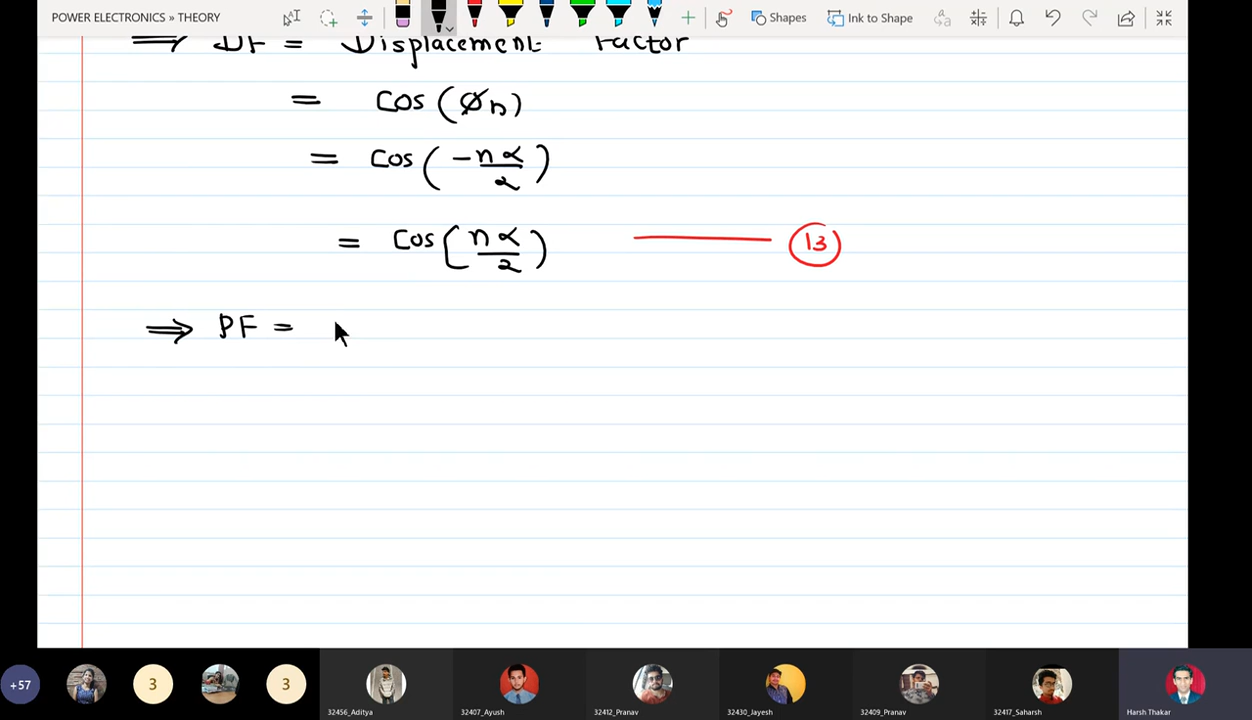 POWER ELECTRONICS » THEORY
Shapes
Ink to Shape
⟹ DF = Displacement Factor
= cos(Øn)
= cos(-nα/2)
= cos[nα/2) ——— 13
⟹ PF =
+57
3
3
32456_Aditya
32407_Ayush
32412_Pranav
32430_Jayesh
32409_Pranav
32417_Saharsh
Harsh Thakar